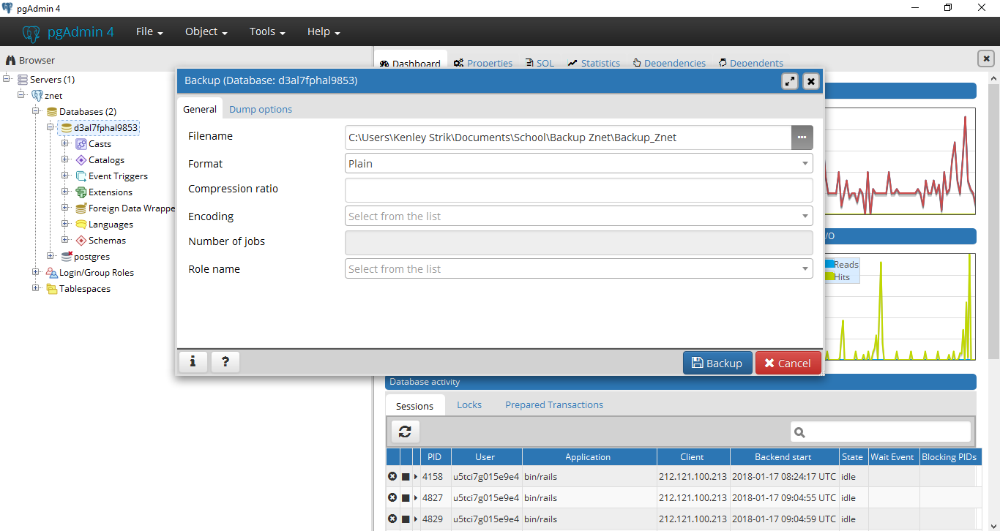 pgAdmin 4
pgAdmin 4 File Object Tools Help
Browser
Servers (1)
znet
Databases (2)
d3al7fphal9853
Casts
Catalogs
Event Triggers
Extensions
Foreign Data Wrappe
Languages
Schemas
postgres
Login/Group Roles
Tablespaces
Dashboard Properties SQL Statistics Dependencies Dependents
Backup (Database: d3al7fphal9853)
General Dump options
Filename C:\Users\Kenley Strik\Documents\School\Backup Znet\Backup_Znet
Format Plain
Compression ratio
Encoding Select from the list
Number of jobs
Role name Select from the list
i ? Backup Cancel
/O
Reads
Hits
Database activity
Sessions Locks Prepared Transactions
PID User Application Client Backend start State Wait Event Blocking PIDs
4158 u5tci7g015e9e4 bin/rails 212.121.100.213 2018-01-17 08:24:17 UTC idle
4827 u5tci7g015e9e4 bin/rails 212.121.100.213 2018-01-17 09:04:55 UTC idle
4829 u5tci7g015e9e4 bin/rails 212.121.100.213 2018-01-17 09:04:59 UTC idle